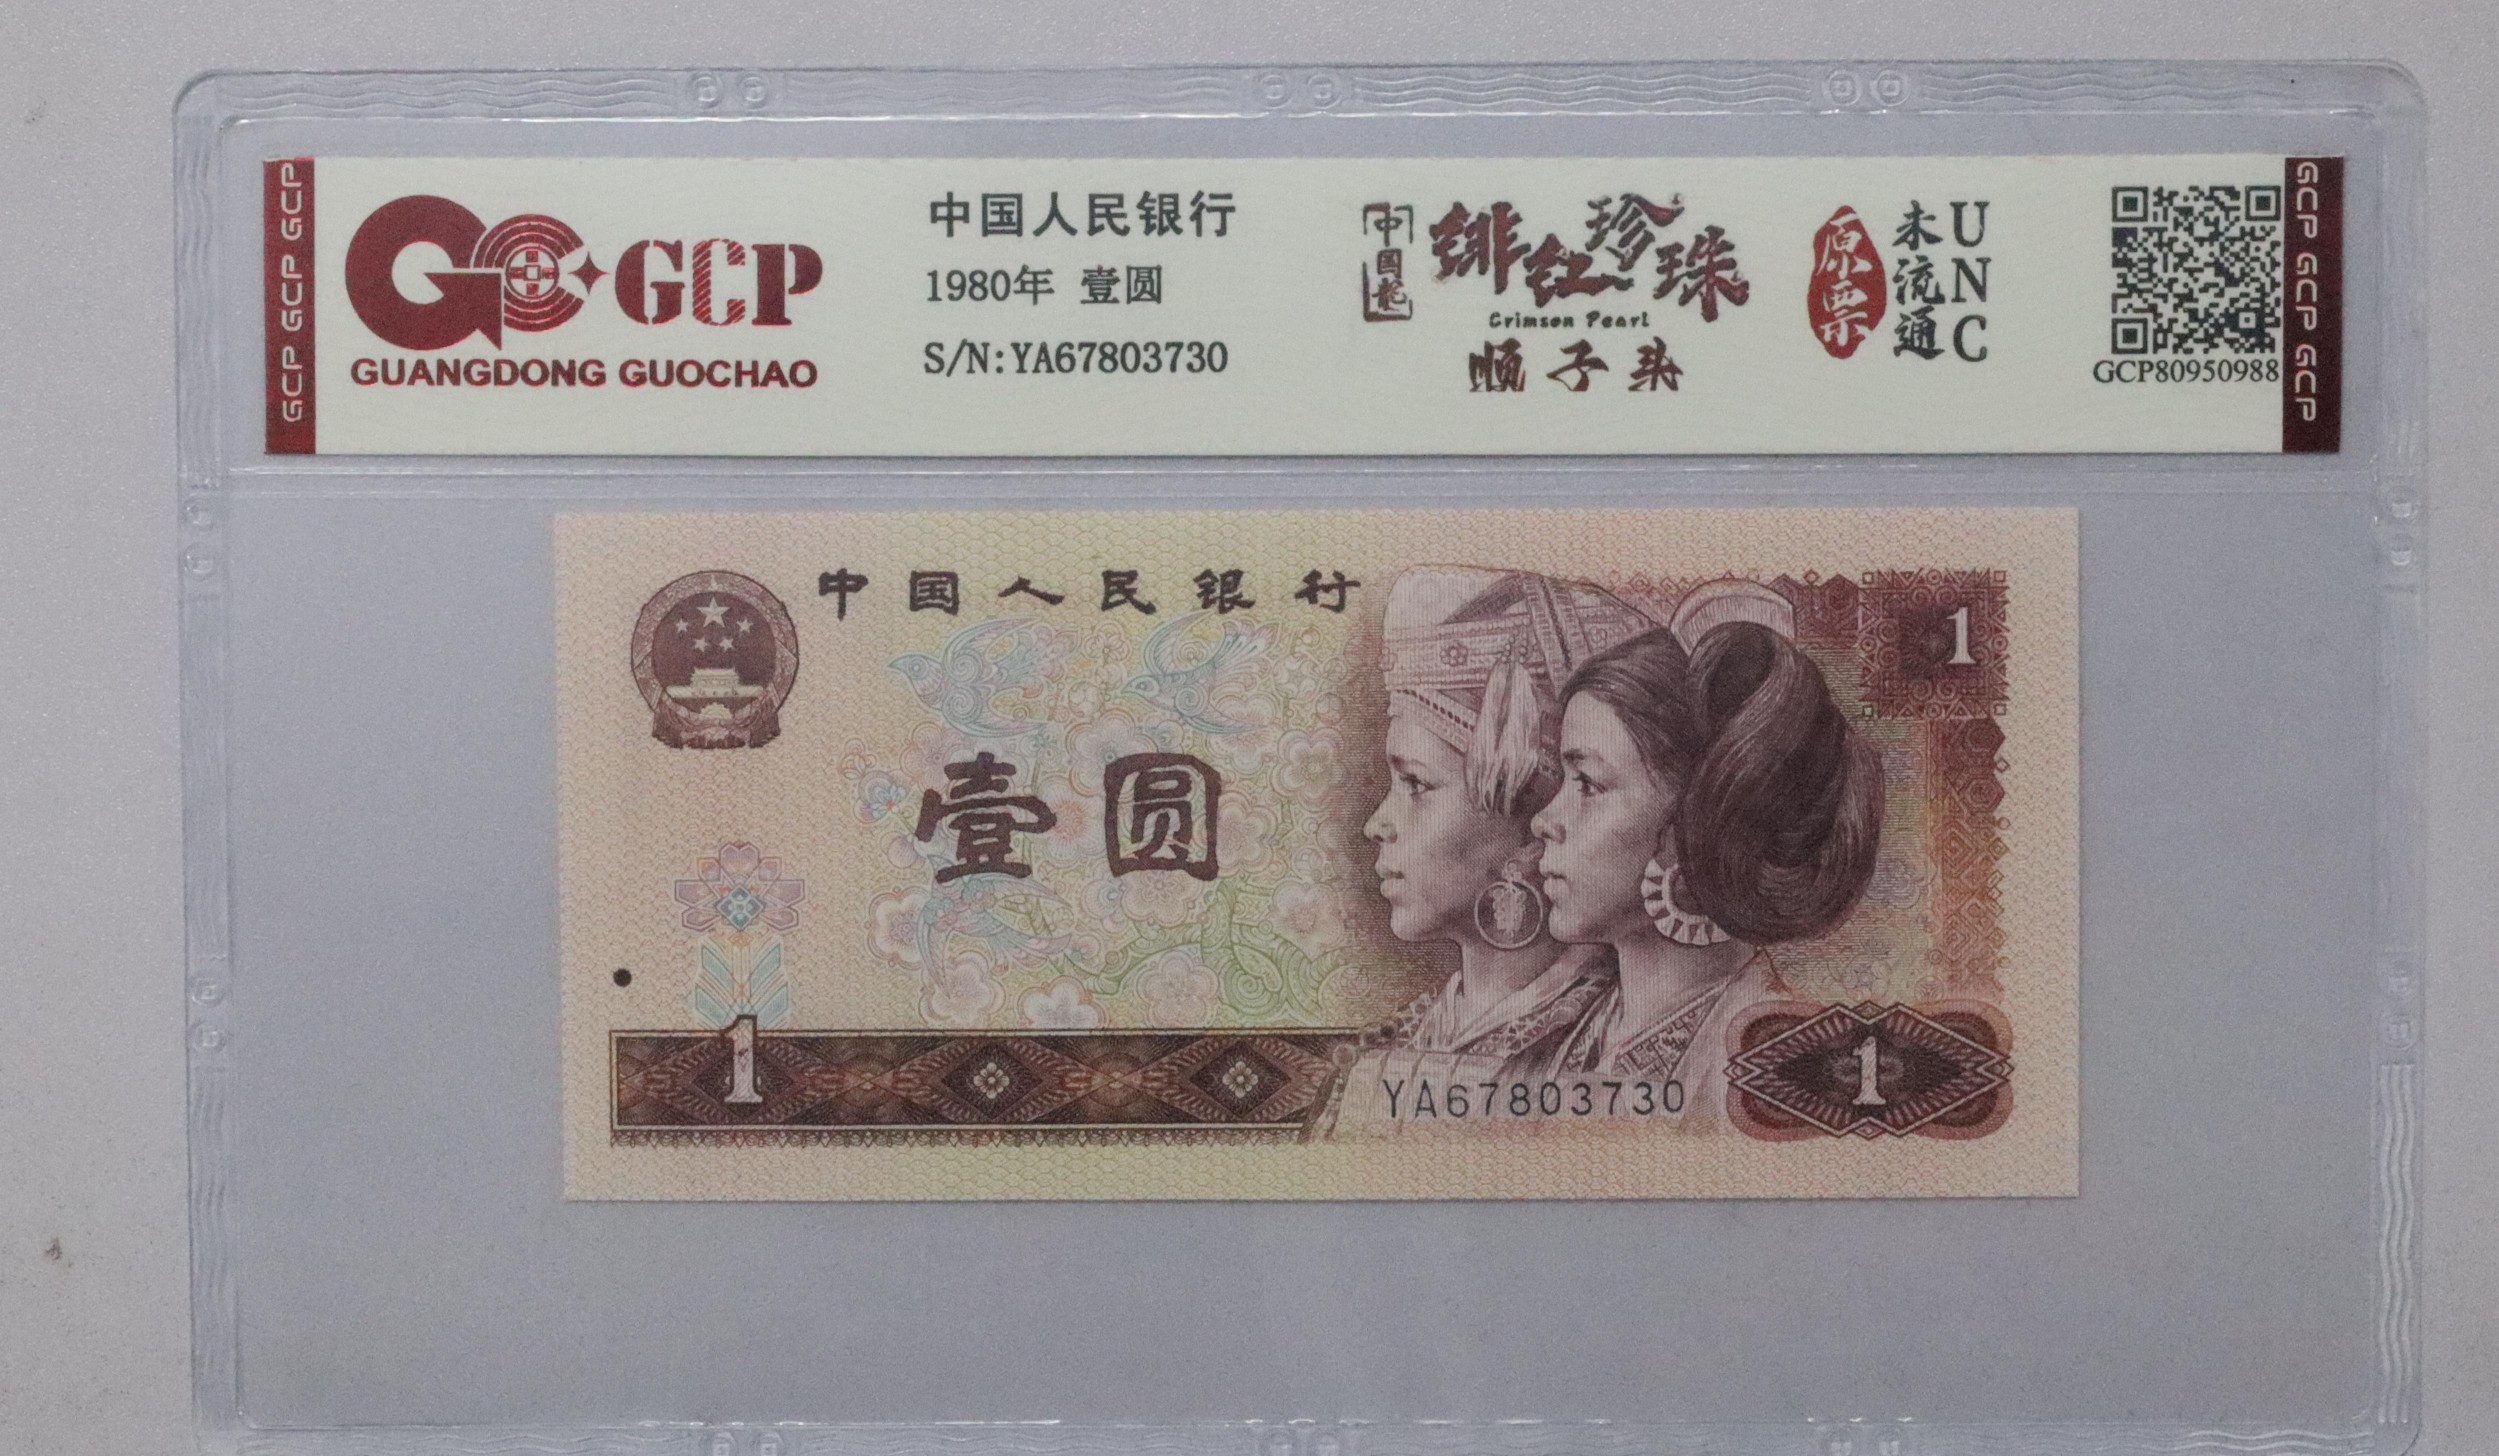 GCP GCP GCP
GCP
GUANGDONG GUOCHAO
中国人民银行
1980年 壹圆
S/N:YA67803730
中国龙
绯红珍珠
Crimson Pearl
顺子号
原票
未流通
UNC
GCP80950988
GCP GCP GCP
中国人民银行
1
壹圆
1
YA67803730
1